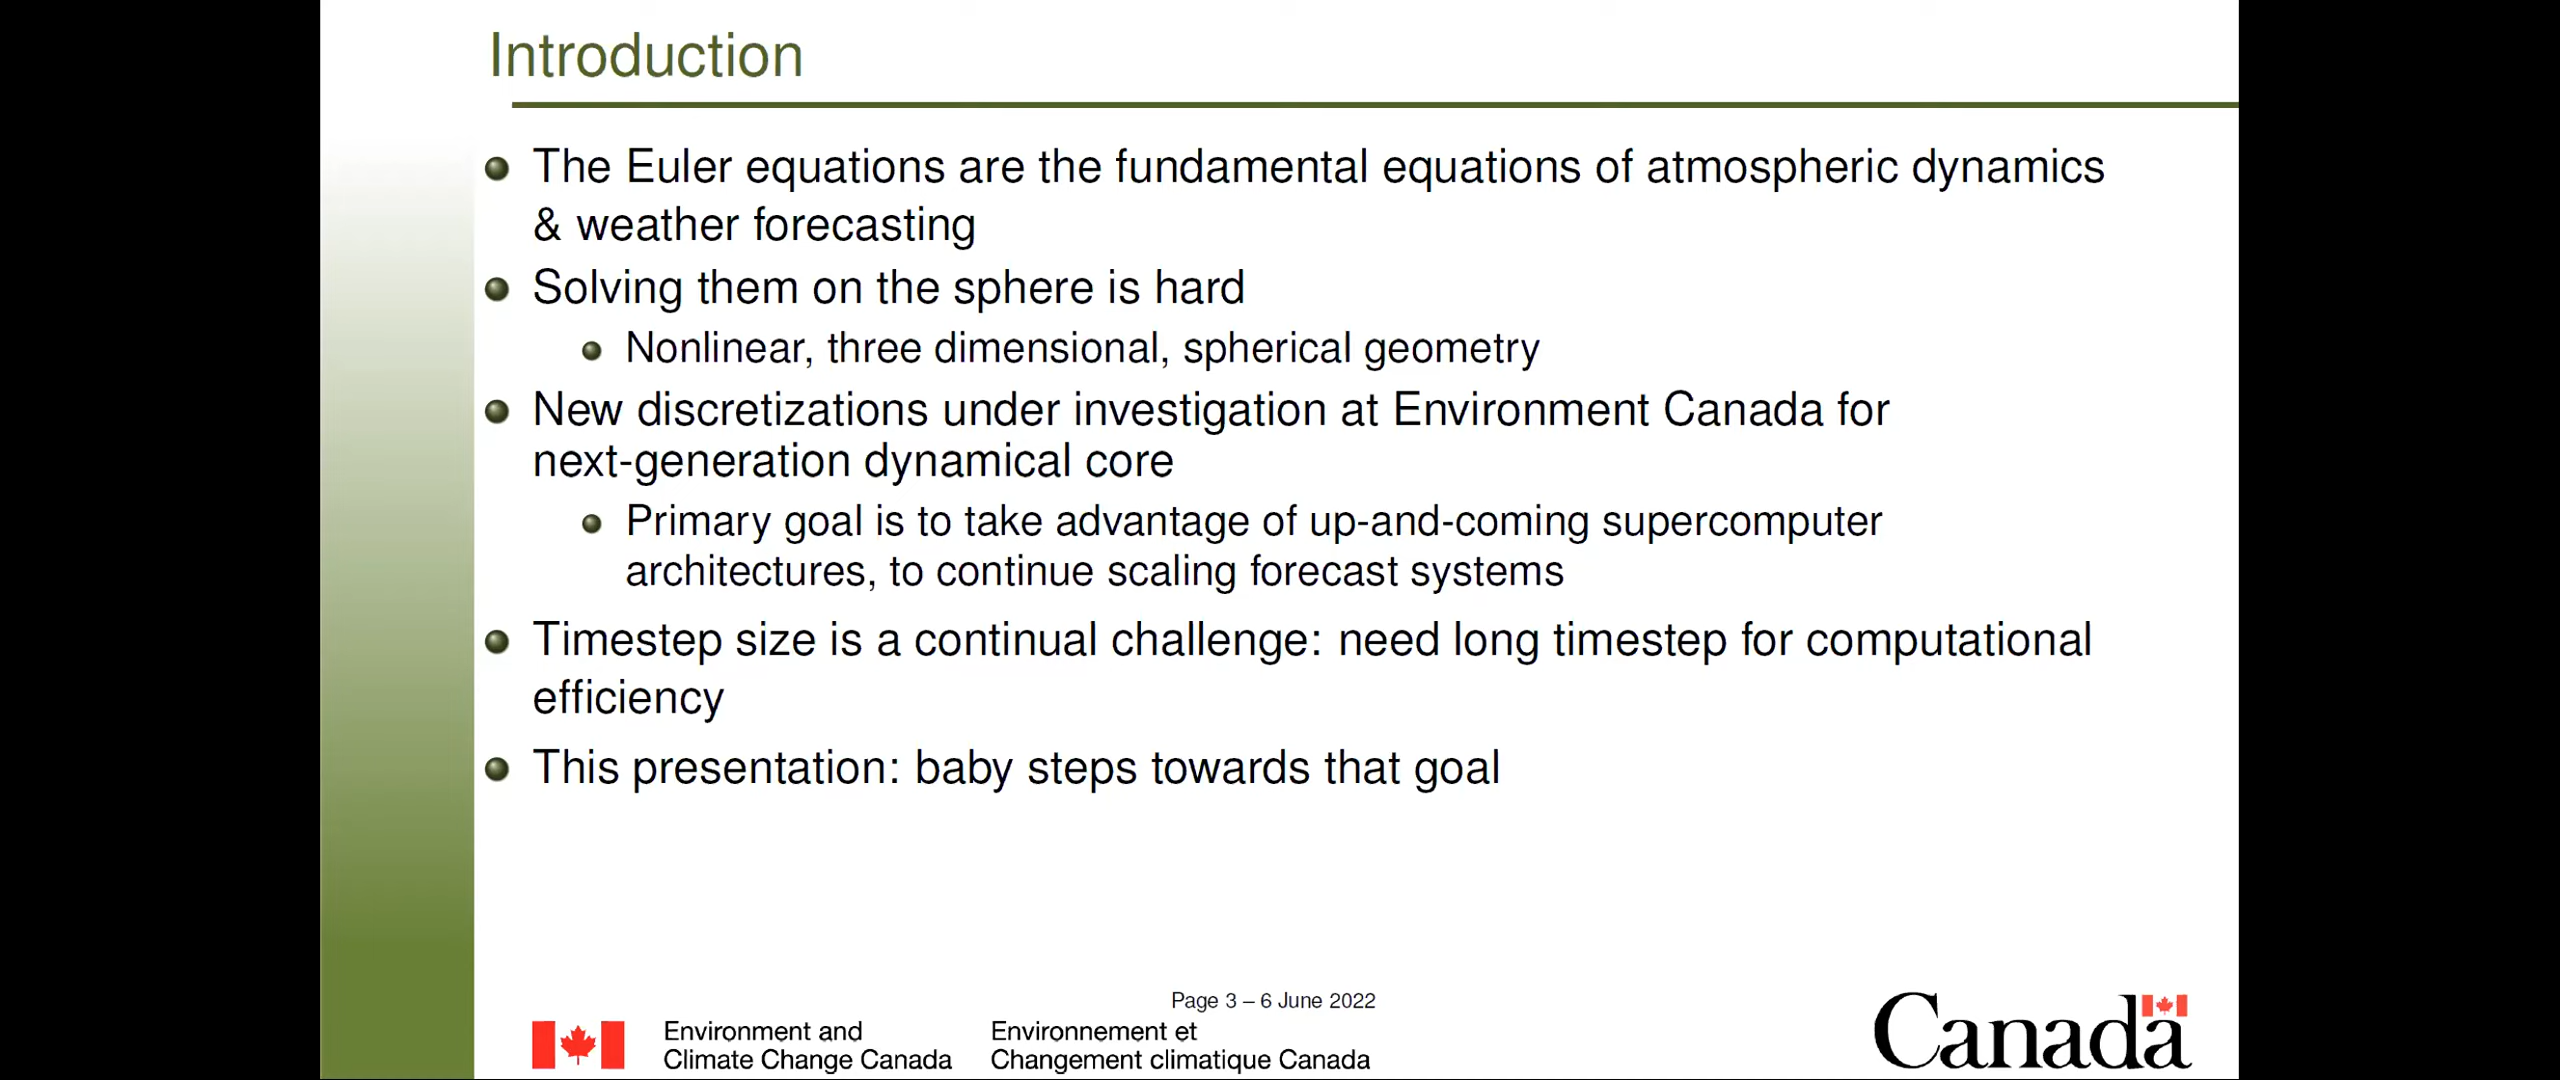 Introduction
The Euler equations are the fundamental equations of atmospheric dynamics
& weather forecasting
Solving them on the sphere is hard
Nonlinear, three dimensional, spherical geometry
New discretizations under investigation at Environment Canada for
next-generation dynamical core
Primary goal is to take advantage of up-and-coming supercomputer
architectures, to continue scaling forecast systems
Timestep size is a continual challenge: need long timestep for computational
efficiency
This presentation: baby steps towards that goal
Page 3 – 6 June 2022
Environment and
Climate Change Canada
Environnement et
Changement climatique Canada
Canada